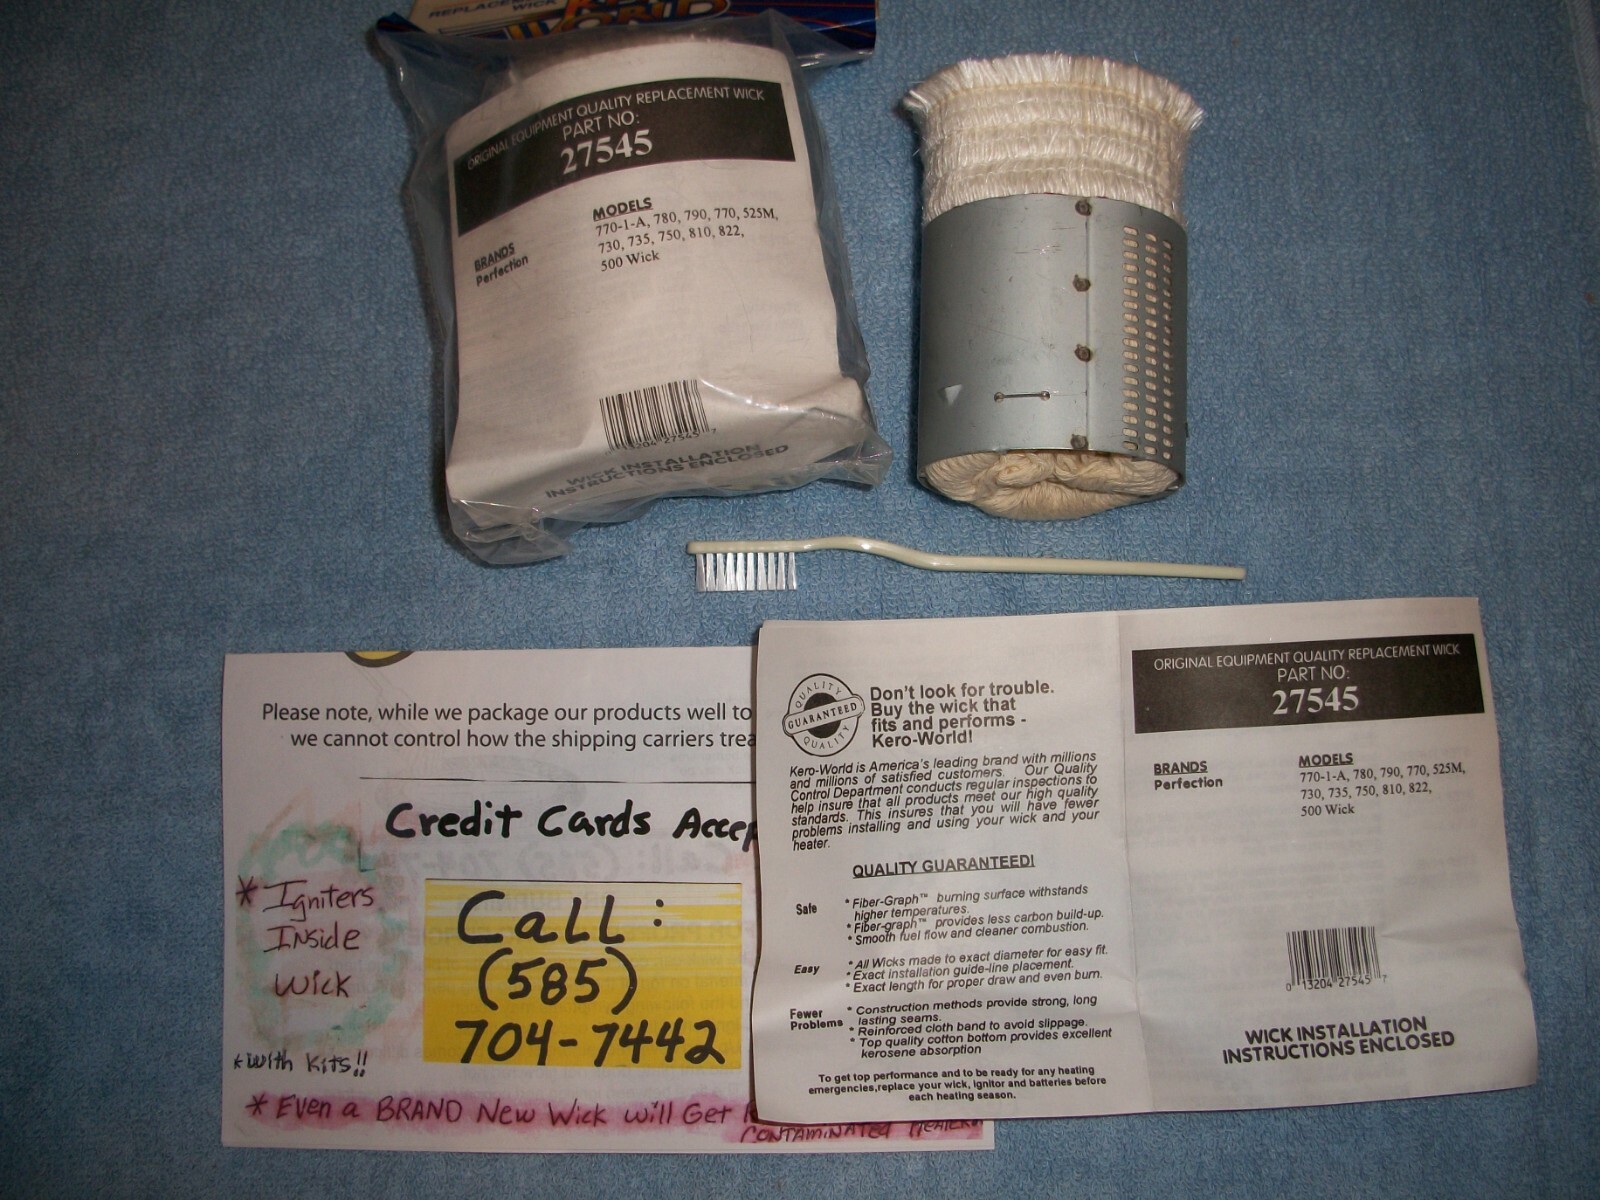 REPLACEMENT
WICK
WORLD
ORIGINAL EQUIPMENT QUALITY REPLACEMENT WICK
PART NO:
27545
BRANDS
Perfection
MODELS
770-1-A, 780, 790, 770, 525M,
730, 735, 750, 810, 822,
500 Wick
13204 27545 7
WICK INSTALLATION
INSTRUCTIONS ENCLOSED
Please note, while we package our products well to
we cannot control how the shipping carriers trea
Credit Cards Accep
* Igniters
Inside
Wick
*With Kits!!
Call:
(585)
704-7442
* Even a BRAND New Wick will Get
CONTAMINATED
QUALITY
GUARANTEED
QUALITY
Don't look for trouble.
Buy the wick that
fits and performs -
Kero-World!
Kero-World is America's leading brand with millions
and millions of satisfied customers. Our Quality
Control Department conducts regular inspections to
help insure that all products meet our high quality
standards. This insures that you will have fewer
problems installing and using your wick and your
heater.
QUALITY GUARANTEED!
Safe
* Fiber-Graph™ burning surface withstands
higher temperatures.
* Fiber-graph™ provides less carbon build-up.
* Smooth fuel flow and cleaner combustion.
Easy
* All Wicks made to exact diameter for easy fit.
* Exact installation guide-line placement.
* Exact length for proper draw and even burn.
Fewer
Problems
* Construction methods provide strong, long
lasting seams.
* Reinforced cloth band to avoid slippage.
* Top quality cotton bottom provides excellent
kerosene absorption
To get top performance and to be ready for any heating
emergencies,replace your wick, ignitor and batteries before
each heating season.
ORIGINAL EQUIPMENT QUALITY REPLACEMENT WICK
PART NO:
27545
BRANDS
Perfection
MODELS
770-1-A, 780, 790, 770, 525M,
730, 735, 750, 810, 822,
500 Wick
0 13204 27545 7
WICK INSTALLATION
INSTRUCTIONS ENCLOSED